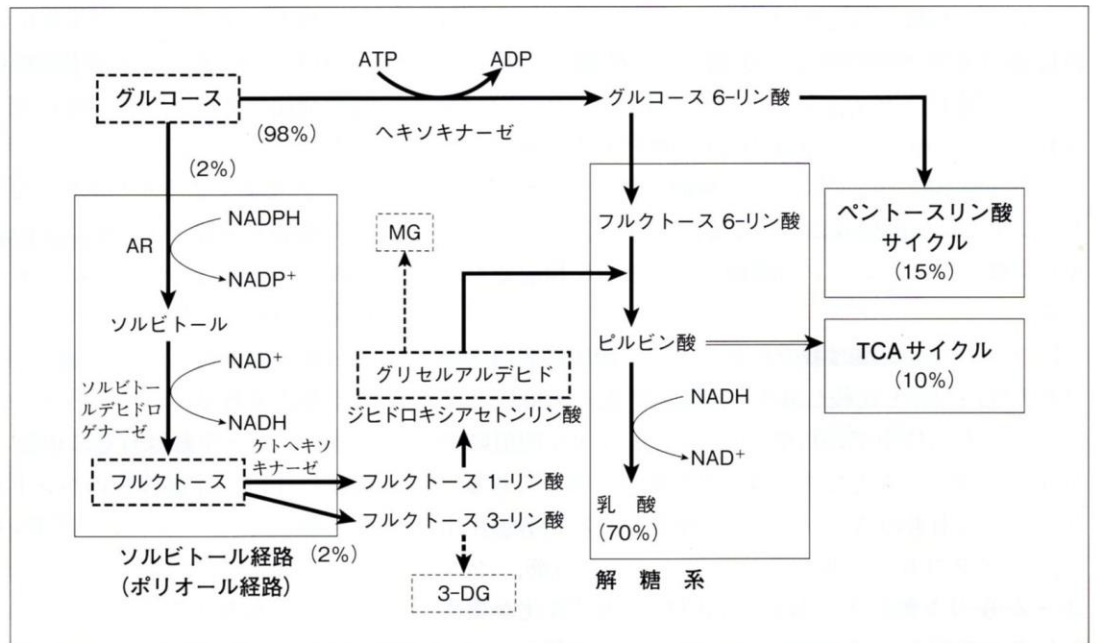 ATP
ADP
グルコース
グルコース 6-リン酸
(98%)
ヘキソキナーゼ
(2%)
NADPH
AR
NADP+
MG
フルクトース 6-リン酸
ペントースリン酸
サイクル
(15%)
ソルビトール
ピルビン酸
TCAサイクル
(10%)
NAD+
グリセルアルデヒド
ソルビトー
ルデヒドロ
ゲナーゼ
NADH
ジヒドロキシアセトンリン酸
NADH
NAD+
ケトヘキソ
キナーゼ
フルクトース
フルクトース 1-リン酸
フルクトース 3-リン酸
乳 酸
(70%)
ソルビトール経路 (2%)
(ポリオール経路)
解 糖 系
3-DG